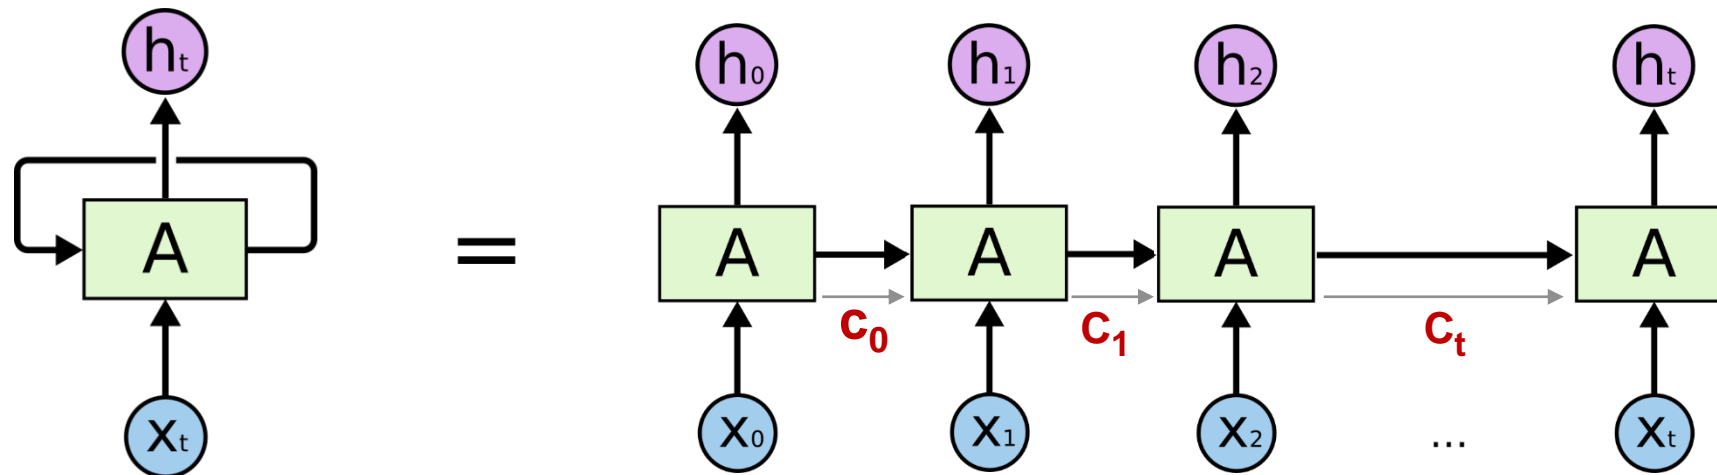 hₜ h₀ h₁ h₂ hₜ
A = A A A A
c₀ C₁ Cₜ
xₜ x₀ x₁ x₂ ... xₜ